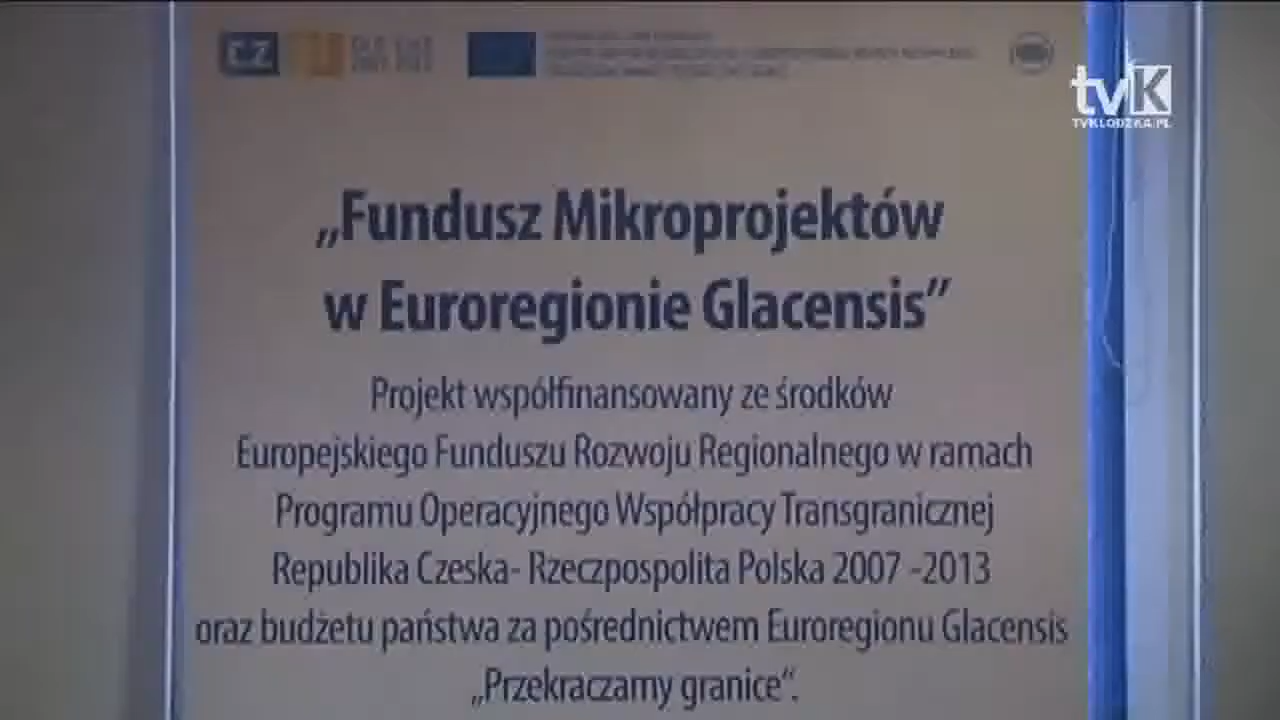 CZ
tvK
TVKLODZKA.PL
„Fundusz Mikroprojektów
w Euroregionie Glacensis”
Projekt współfinansowany ze środków
Europejskiego Funduszu Rozwoju Regionalnego w ramach
Programu Operacyjnego Współpracy Transgranicznej
Republika Czeska- Rzeczpospolita Polska 2007 -2013
oraz budżetu państwa za pośrednictwem Euroregionu Glacensis
„Przekraczamy granice“.